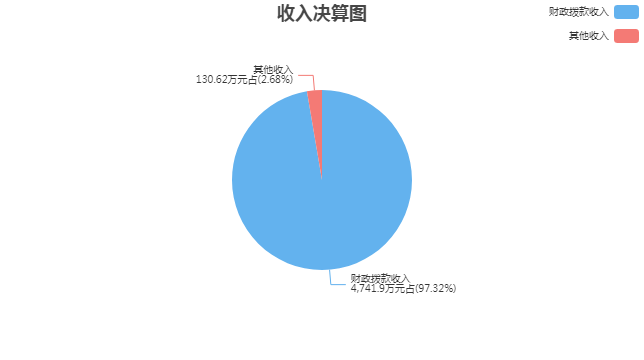 收入决算图
财政拨款收入
其他收入
其他收入
130.62万元占(2.68%)
财政拨款收入
4,741.9万元占(97.32%)